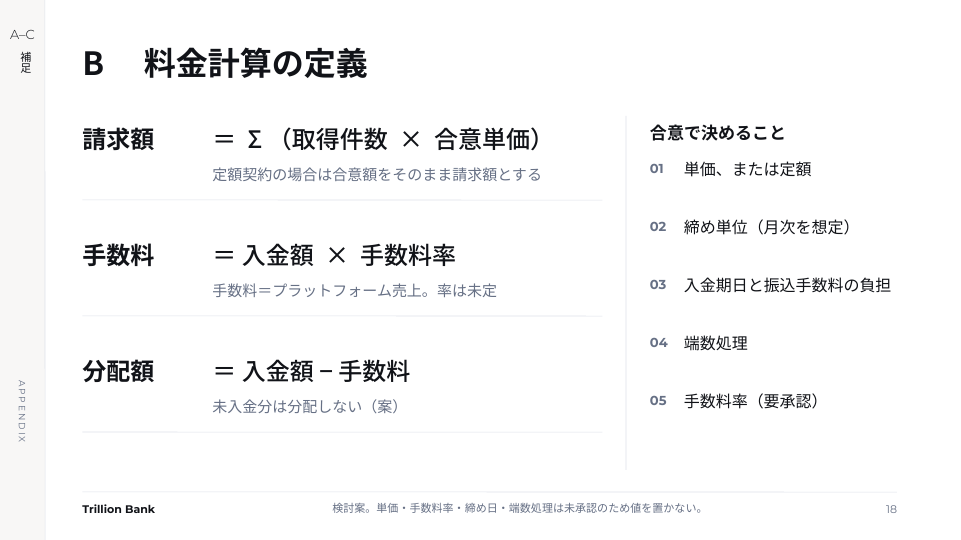 A–C
補足
APPENDIX
B 料金計算の定義
請求額 ＝ Σ （取得件数 × 合意単価）
定額契約の場合は合意額をそのまま請求額とする
手数料 ＝ 入金額 × 手数料率
手数料＝プラットフォーム売上。率は未定
分配額 ＝ 入金額 − 手数料
未入金分は分配しない（案）
合意で決めること
01 単価、または定額
02 締め単位（月次を想定）
03 入金期日と振込手数料の負担
04 端数処理
05 手数料率（要承認）
Trillion Bank
検討案。単価・手数料率・締め日・端数処理は未承認のため値を置かない。
18